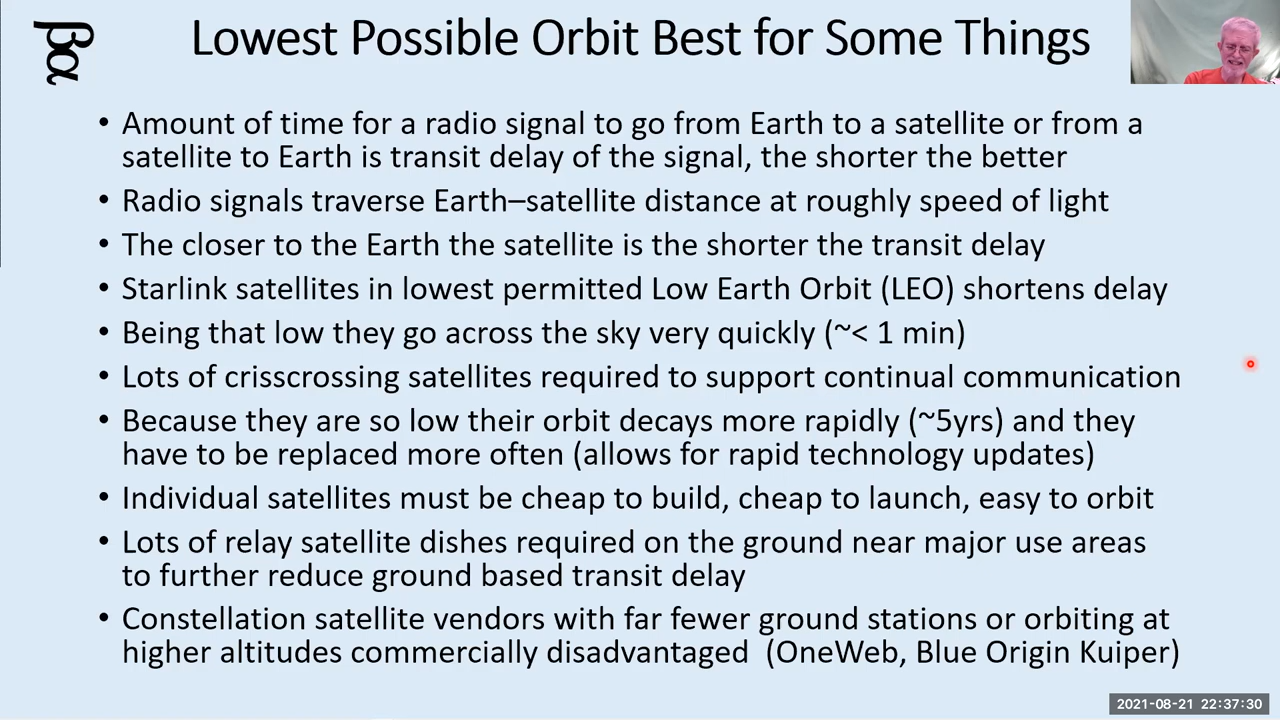 βα
Lowest Possible Orbit Best for Some Things
• Amount of time for a radio signal to go from Earth to a satellite or from a
satellite to Earth is transit delay of the signal, the shorter the better
• Radio signals traverse Earth–satellite distance at roughly speed of light
• The closer to the Earth the satellite is the shorter the transit delay
• Starlink satellites in lowest permitted Low Earth Orbit (LEO) shortens delay
• Being that low they go across the sky very quickly (~< 1 min)
• Lots of crisscrossing satellites required to support continual communication
• Because they are so low their orbit decays more rapidly (~5yrs) and they
have to be replaced more often (allows for rapid technology updates)
• Individual satellites must be cheap to build, cheap to launch, easy to orbit
• Lots of relay satellite dishes required on the ground near major use areas
to further reduce ground based transit delay
• Constellation satellite vendors with far fewer ground stations or orbiting at
higher altitudes commercially disadvantaged (OneWeb, Blue Origin Kuiper)
2021-08-21 22:37:30